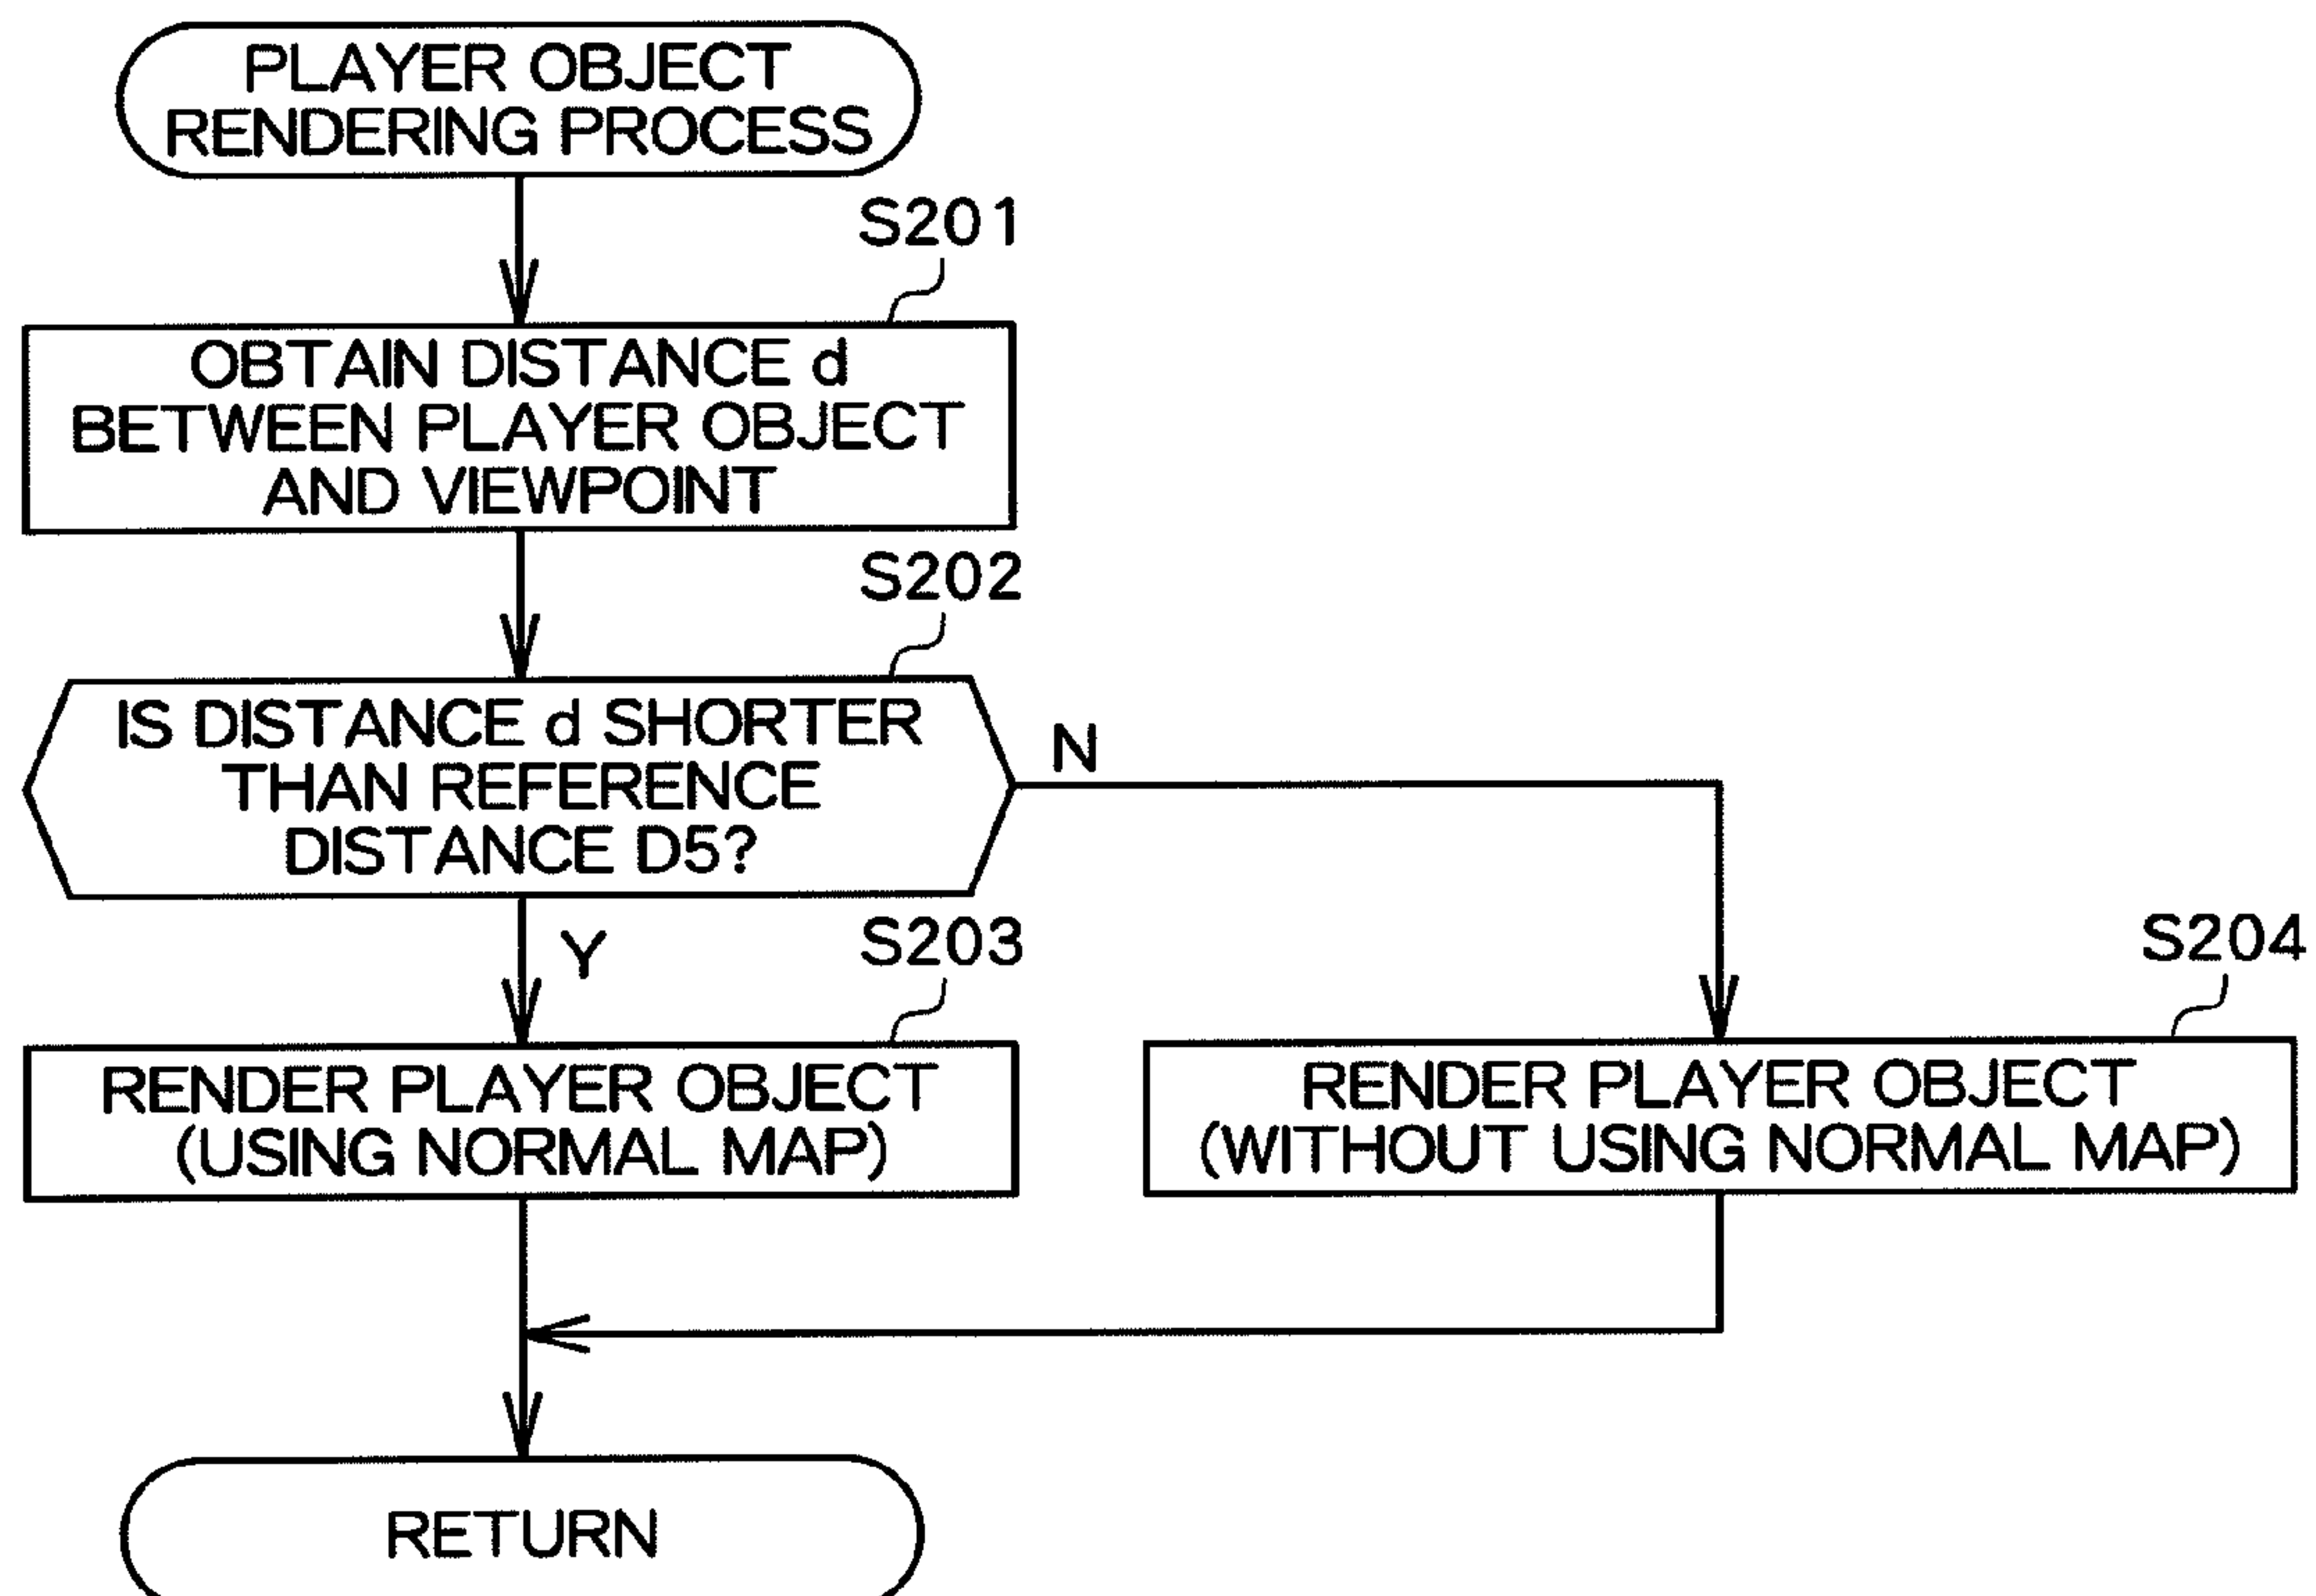 PLAYER OBJECT
RENDERING PROCESS
S201
OBTAIN DISTANCE d
BETWEEN PLAYER OBJECT
AND VIEWPOINT
S202
IS DISTANCE d SHORTER
THAN REFERENCE
DISTANCE D5?
N
Y
S203
RENDER PLAYER OBJECT
(USING NORMAL MAP)
S204
RENDER PLAYER OBJECT
(WITHOUT USING NORMAL MAP)
RETURN